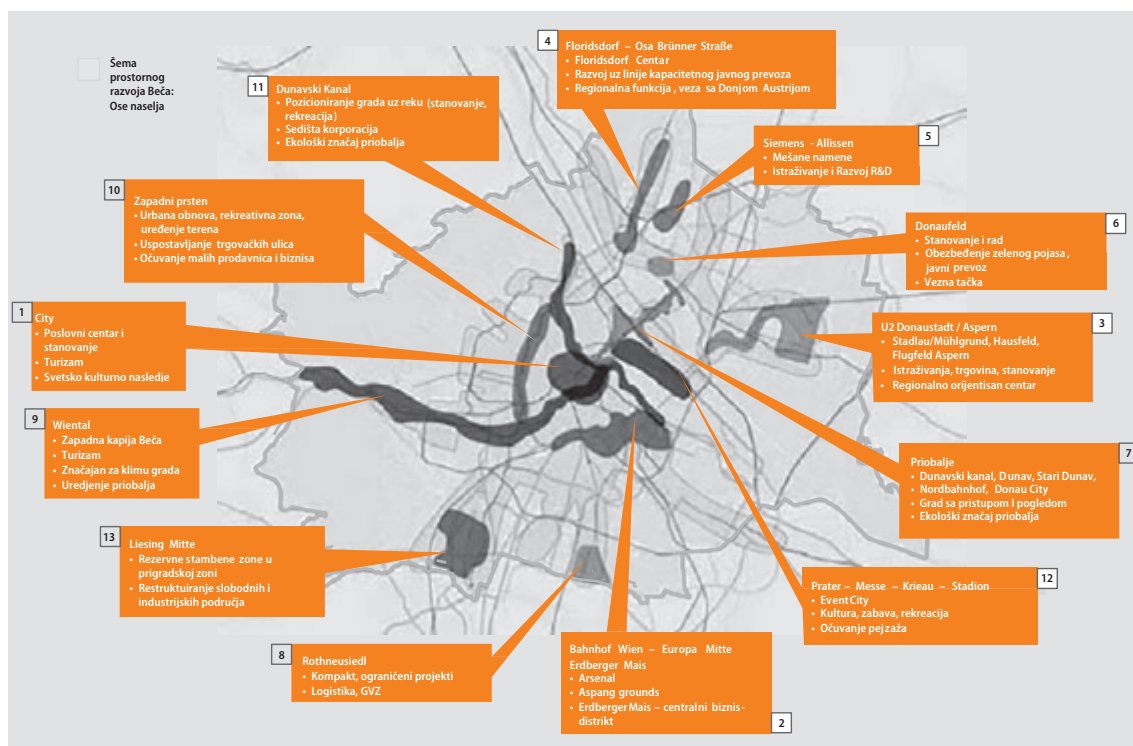 Šema
prostornog
razvoja Beča:
Ose naselja
4
Floridsdorf – Osa Brünner Straße
• Floridsdorf Centar
• Razvoj uz linije kapacitetnog javnog prevoza
• Regionalna funkcija, veza sa Donjom Austrijom
11
Dunavski Kanal
• Pozicioniranje grada uz reku (stanovanje,
rekreacija)
• Sedišta korporacija
• Ekološki značaj priobalja
5
Siemens - Allissen
• Mešane namene
• Istraživanje i Razvoj R&D
10
Zapadni prsten
• Urbana obnova, rekreativna zona,
uređenje terena
• Uspostavljanje trgovačkih ulica
• Očuvanje malih prodavnica i biznisa
6
Donaufeld
• Stanovanje i rad
• Obezbeđenje zelenog pojasa,
javni prevoz
• Vezna tačka
1
City
• Poslovni centar i
stanovanje
• Turizam
• Svetsko kulturno nasledje
3
U2 Donaustadt / Aspern
• Stadlau/Mühlgrund, Hausfeld,
Flugfeld Aspern
• Istraživanja, trgovina, stanovanje
• Regionalno orijentisan centar
9
Wiental
• Zapadna kapija Beča
• Turizam
• Značajan za klimu grada
• Uredjenje priobalja
7
Priobalje
• Dunavski kanal, Dunav, Stari Dunav,
• Nordbahnhof, Donau City
• Grad sa pristupom I pogledom
• Ekološki značaj priobalja
13
Liesing Mitte
• Rezervne stambene zone u
prigradskoj zoni
• Restruktuiranje slobodnih i
industrijskih područja
12
Prater – Messe – Krieau – Stadion
• EventCity
• Kultura, zabava, rekreacija
• Očuvanje pejzaža
8
Rothneusiedl
• Kompakt, ograničeni projekti
• Logistika, GVZ
Bahnhof Wien – Europa Mitte
Erdberger Mais
• Arsenal
• Aspang grounds
• Erdberger Mais – centralni biznis-
distrikt
2